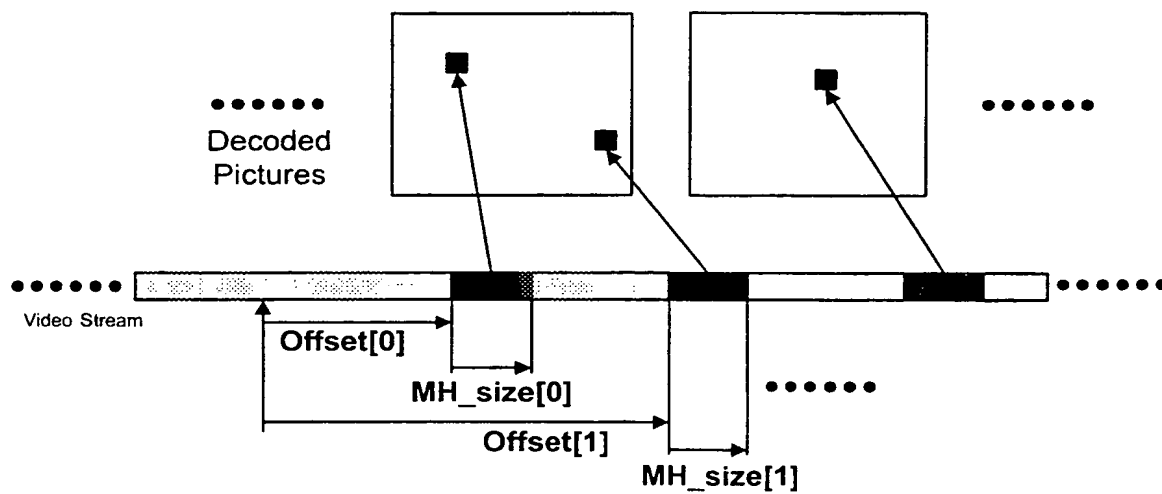 Decoded
Pictures
Video Stream
Offset[0]
MH_size[0]
Offset[1]
MH_size[1]